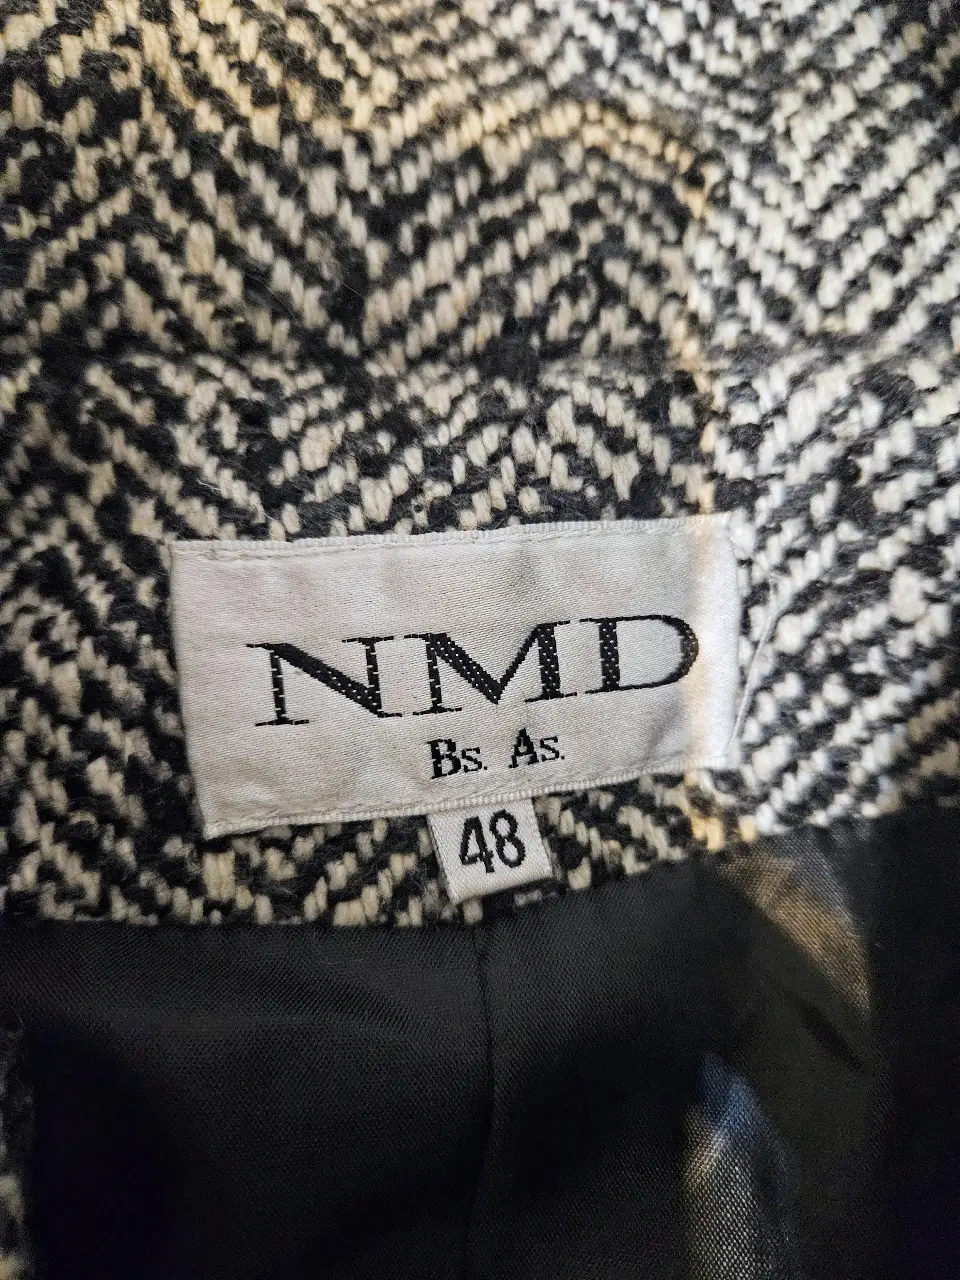 NMD
Bs. As.
48